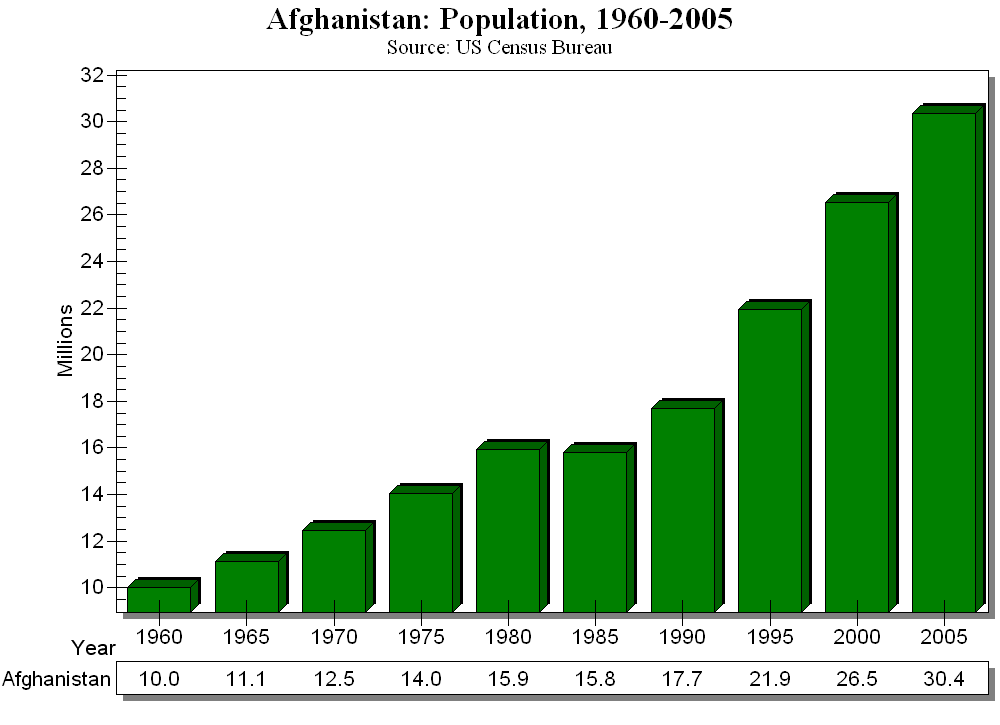 Afghanistan: Population, 1960-2005
Source: US Census Bureau
32
30
28
26
24
22
20
18
16
14
12
10
Millions
1960 1965 1970 1975 1980 1985 1990 1995 2000 2005
Year
Afghanistan 10.0 11.1 12.5 14.0 15.9 15.8 17.7 21.9 26.5 30.4